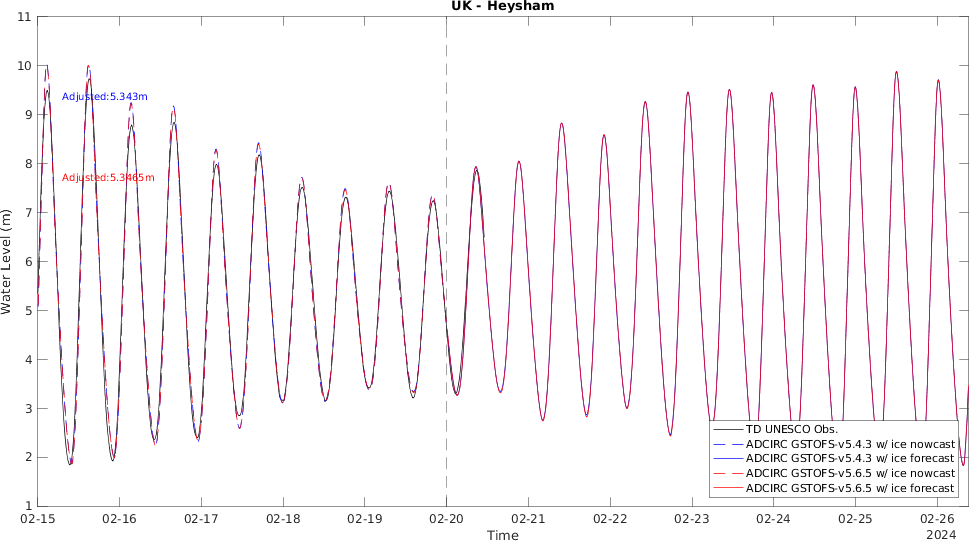 UK - Heysham
11
10
9
8
7
6
5
4
3
2
1
Water Level (m)
Adjusted:5.343m
Adjusted:5.3465m
TD UNESCO Obs.
ADCIRC GSTOFS-v5.4.3 w/ ice nowcast
ADCIRC GSTOFS-v5.4.3 w/ ice forecast
ADCIRC GSTOFS-v5.6.5 w/ ice nowcast
ADCIRC GSTOFS-v5.6.5 w/ ice forecast
02-15 02-16 02-17 02-18 02-19 02-20 02-21 02-22 02-23 02-24 02-25 02-26
Time
2024